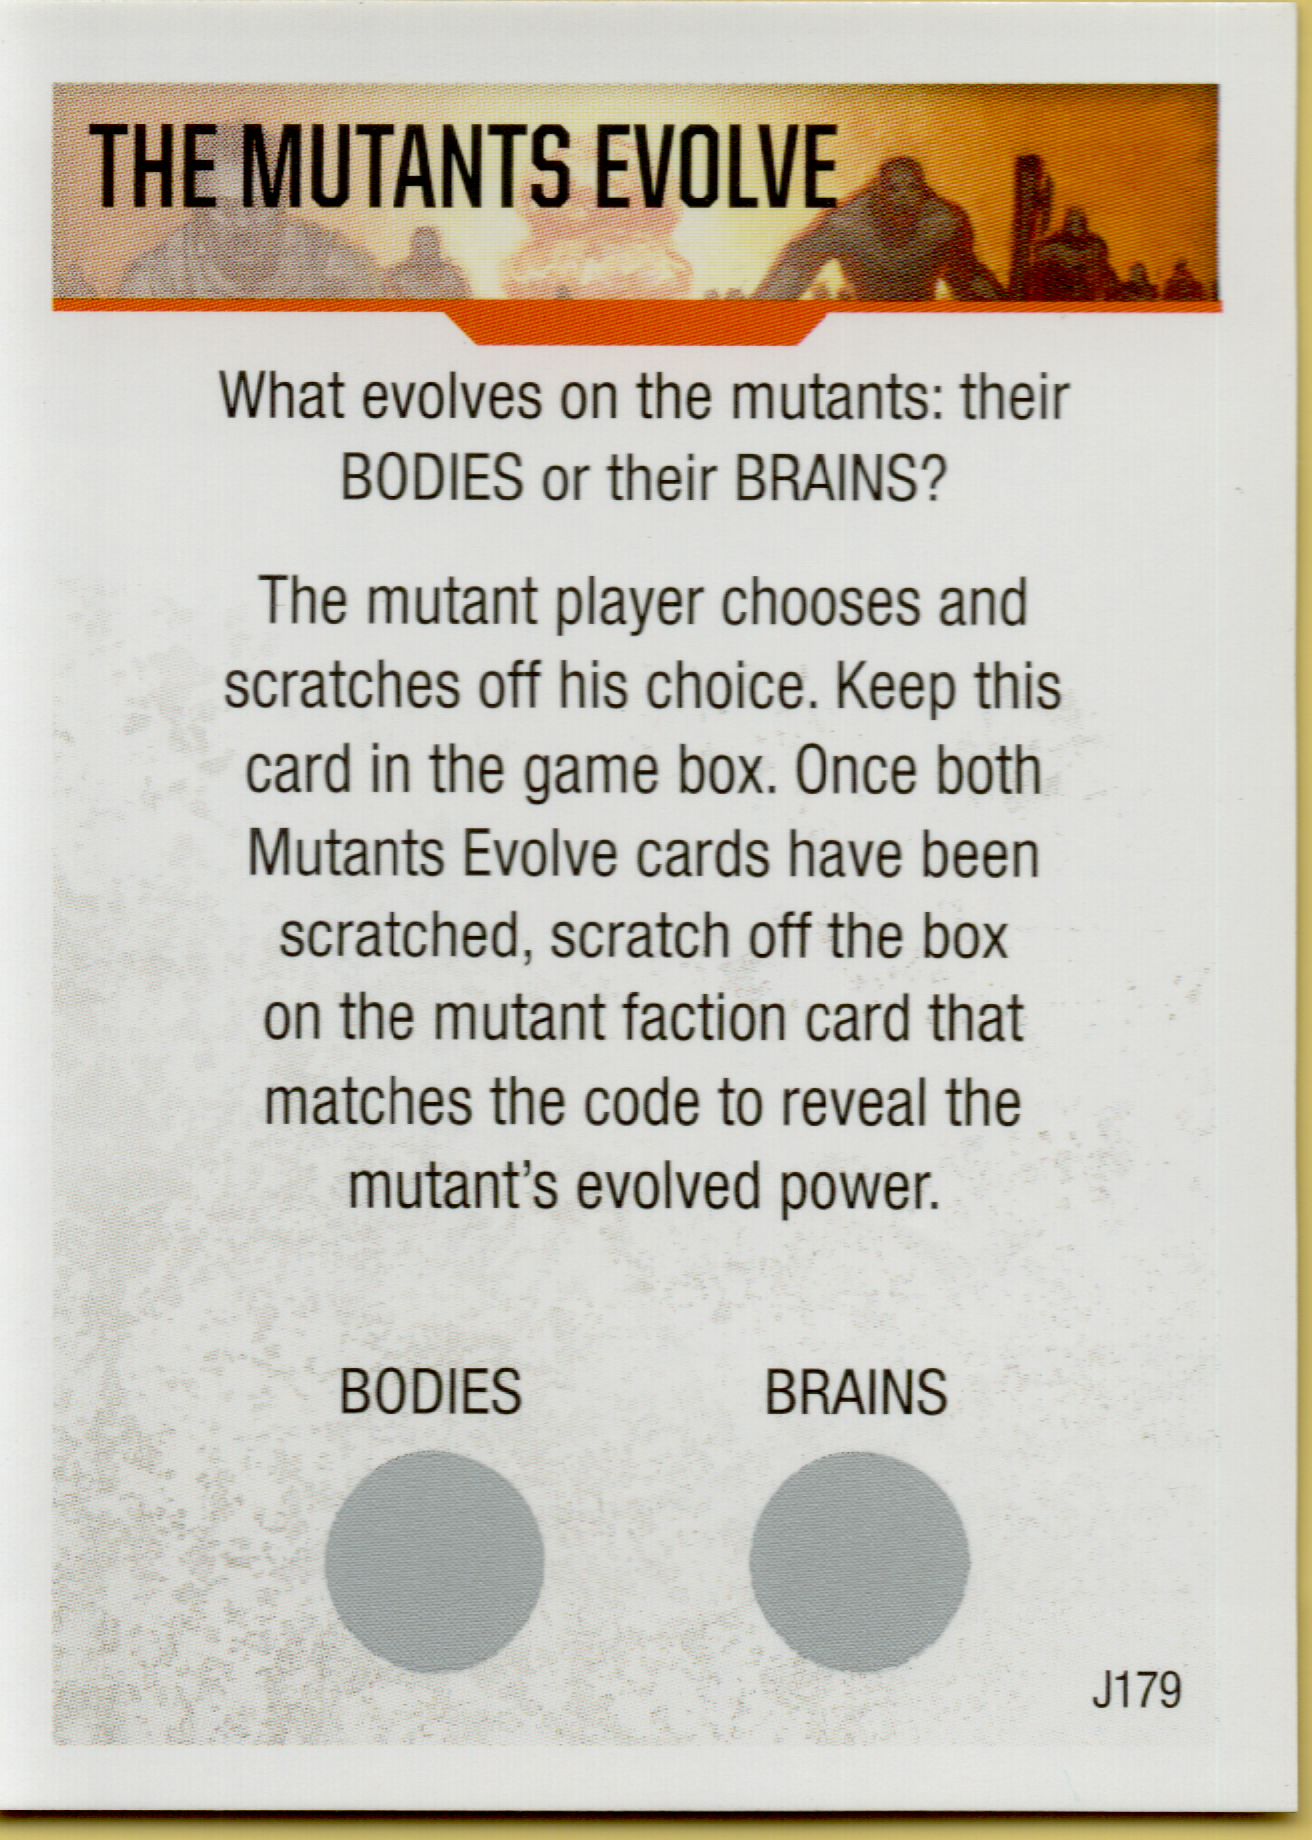 THE MUTANTS EVOLVE
What evolves on the mutants: their
BODIES or their BRAINS?
The mutant player chooses and
scratches off his choice. Keep this
card in the game box. Once both
Mutants Evolve cards have been
scratched, scratch off the box
on the mutant faction card that
matches the code to reveal the
mutant's evolved power.
BODIES BRAINS
J179